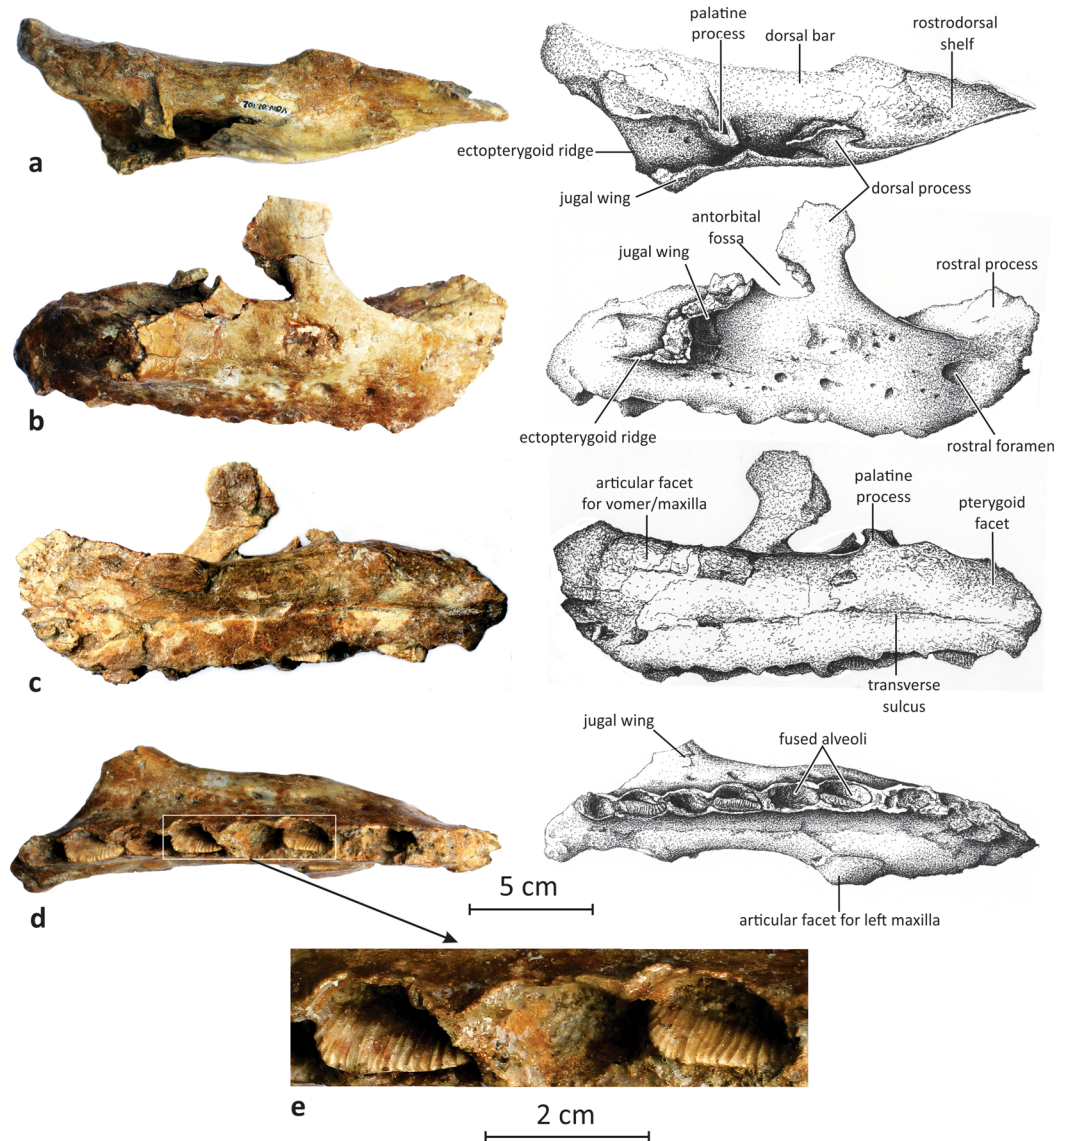 palatine
process
dorsal bar
rostrodorsal
shelf
ectopterygoid ridge
jugal wing
dorsal process
a
antorbital
fossa
jugal wing
rostral process
ectopterygoid ridge
rostral foramen
b
articular facet
for vomer/maxilla
palatine
process
pterygoid
facet
transverse
sulcus
c
jugal wing
fused alveoli
5 cm
articular facet for left maxilla
d
e
2 cm